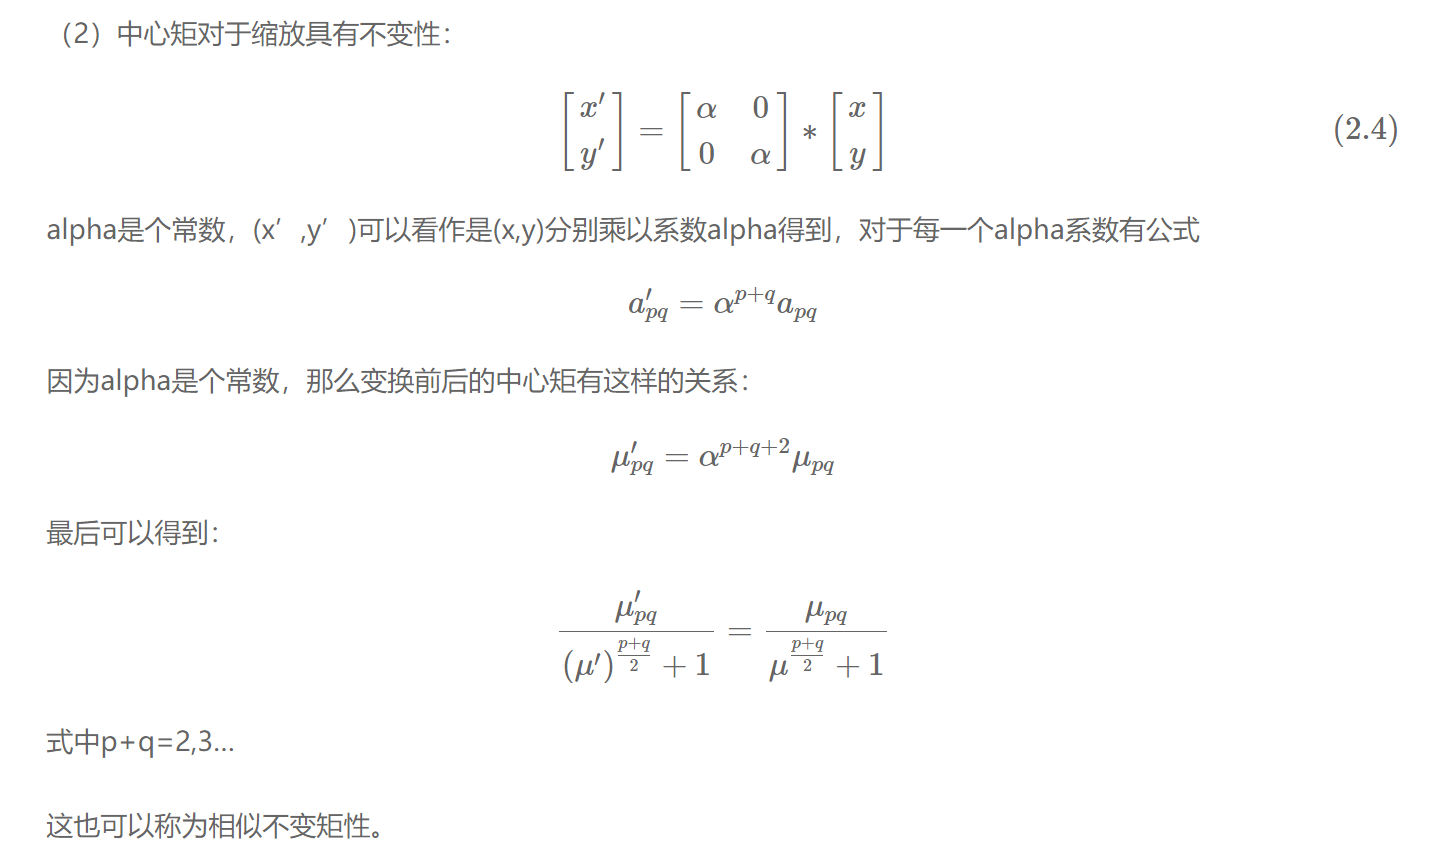 （2）中心矩对于缩放具有不变性：
$$\begin{bmatrix} x' \\ y' \end{bmatrix} = \begin{bmatrix} \alpha & 0 \\ 0 & \alpha \end{bmatrix} * \begin{bmatrix} x \\ y \end{bmatrix} \quad (2.4)$$
alpha是个常数，(x′,y′)可以看作是(x,y)分别乘以系数alpha得到，对于每一个alpha系数有公式
$$a'_{pq} = \alpha^{p+q} a_{pq}$$
因为alpha是个常数，那么变换前后的中心矩有这样的关系：
$$\mu'_{pq} = \alpha^{p+q+2} \mu_{pq}$$
最后可以得到：
$$\frac{\mu'_{pq}}{(\mu')^{\frac{p+q}{2}} + 1} = \frac{\mu_{pq}}{\mu^{\frac{p+q}{2}} + 1}$$
式中p+q=2,3…
这也可以称为相似不变矩性。